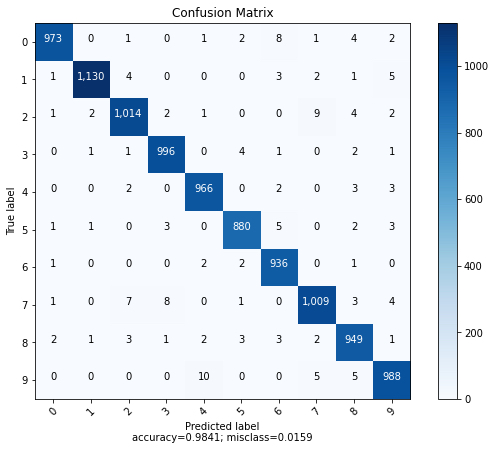 Confusion Matrix
0 973 0 1 0 1 2 8 1 4 2
1 1 1,130 4 0 0 0 3 2 1 5
2 1 2 1,014 2 1 0 0 9 4 2
3 0 1 1 996 0 4 1 0 2 1
4 0 0 2 0 966 0 2 0 3 3
5 1 1 0 3 0 880 5 0 2 3
6 1 0 0 0 2 2 936 0 1 0
7 1 0 7 8 0 1 0 1,009 3 4
8 2 1 3 1 2 3 3 2 949 1
9 0 0 0 0 10 0 0 5 5 988
0 1 2 3 4 5 6 7 8 9
True label
Predicted label
accuracy=0.9841; misclass=0.0159
1000
800
600
400
200
0